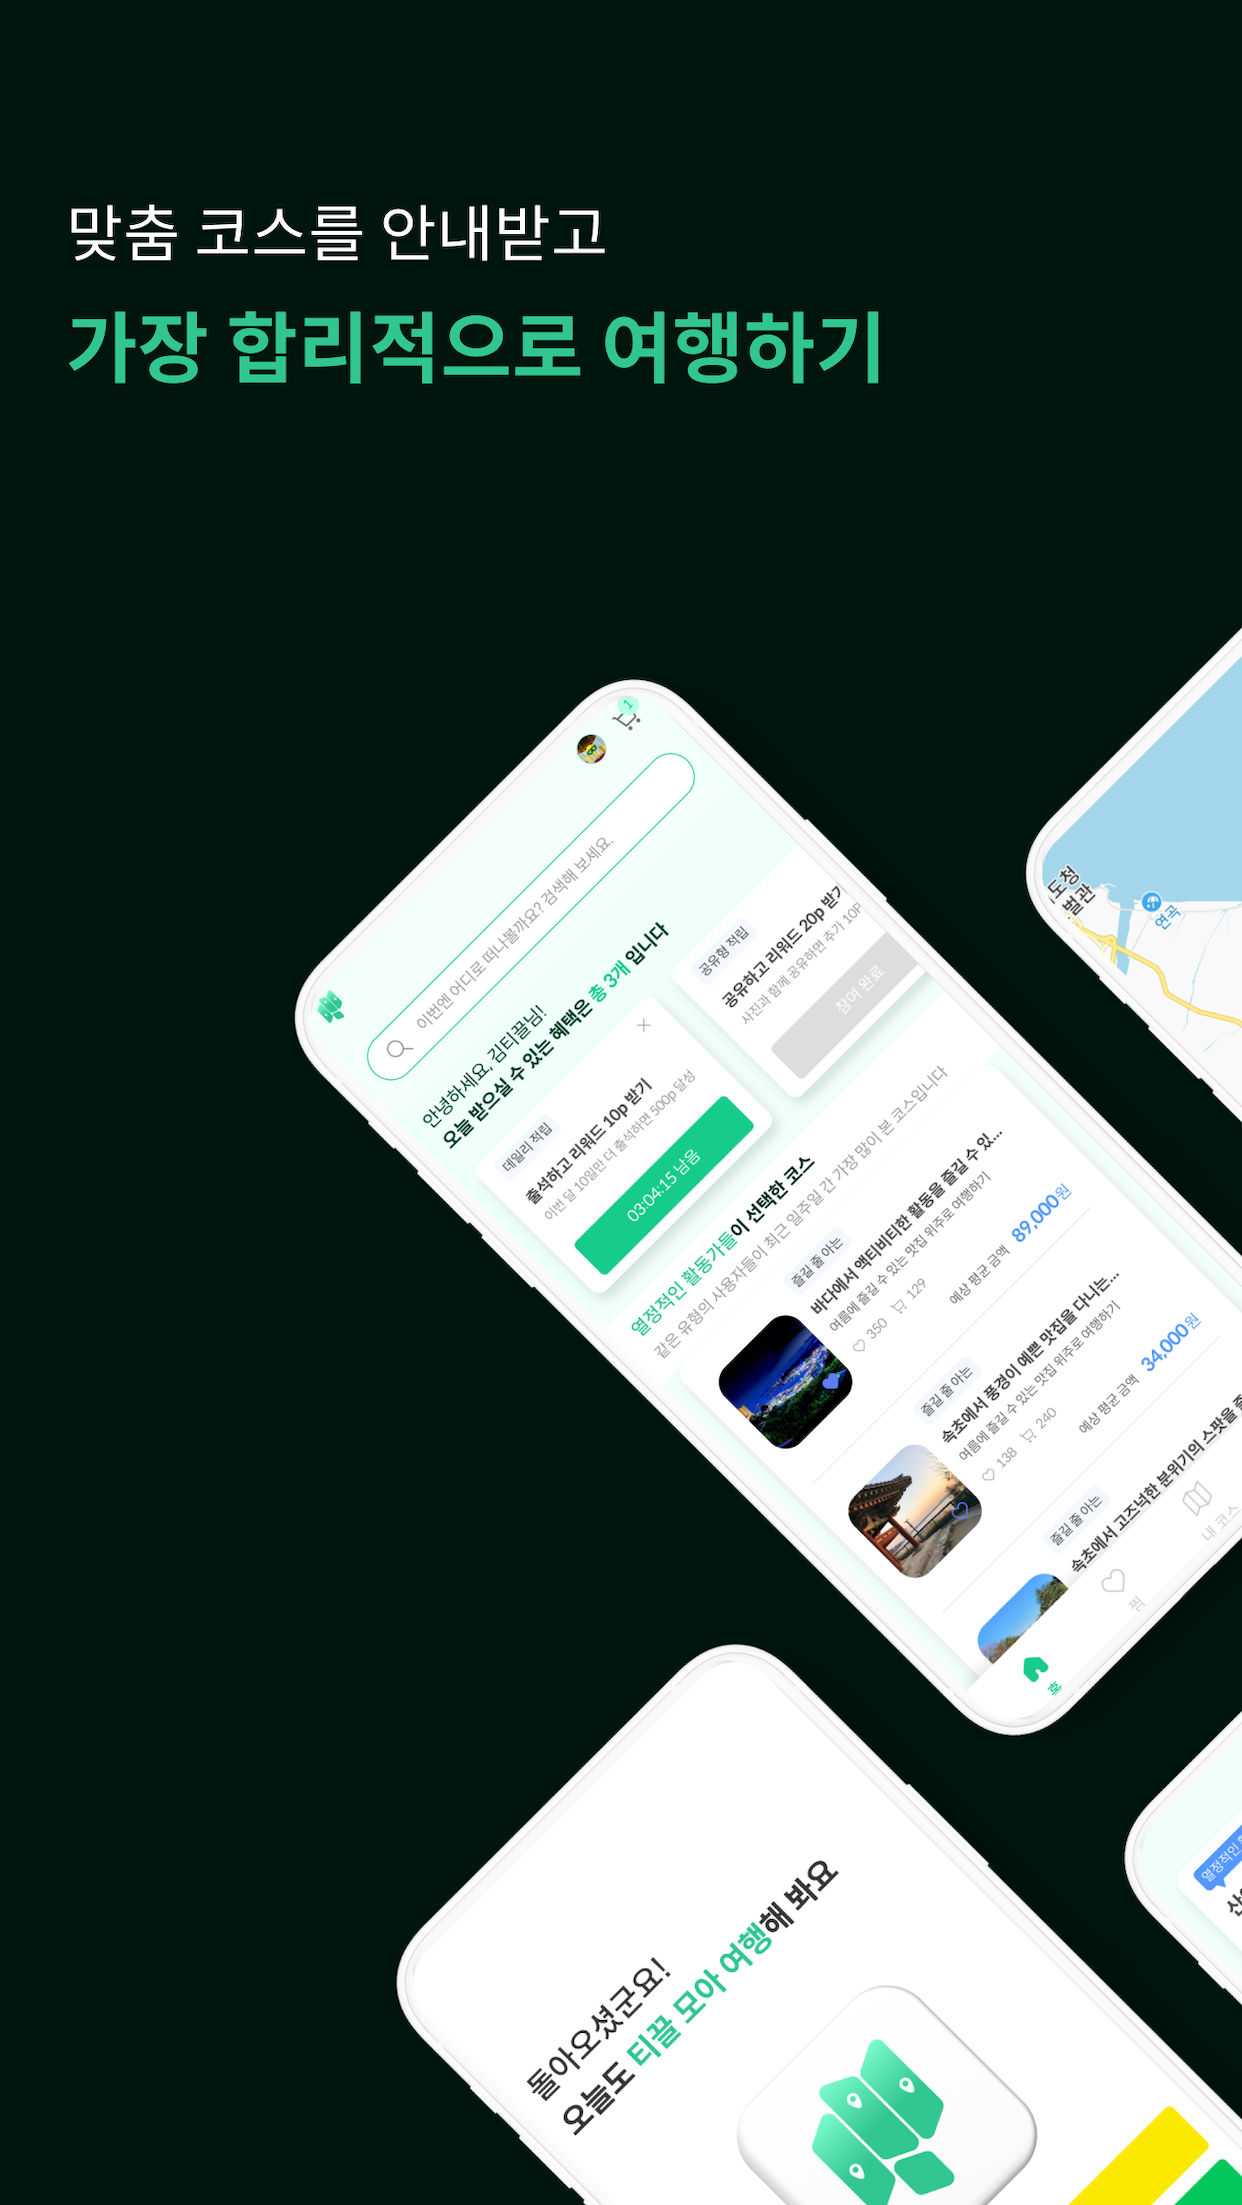 맞춤 코스를 안내받고
가장 합리적으로 여행하기
1
이번엔 어디로 떠나볼까요? 검색해 보세요.
안녕하세요, 김티끌님!
오늘 받으실 수 있는 혜택은 총 3개 입니다
데일리 적립
출석하고 리워드 10p 받기
이번 달 10일만 더 출석하면 500p 달성
03:04:15 남음
공유형 적립
공유하고 리워드 20p 받기
사진과 함께 공유하면 추가 10P
참여 완료
열정적인 활동가들이 선택한 코스
같은 유형의 사용자들이 최근 일주일 간 가장 많이 본 코스입니다
즐길 줄 아는
바다에서 액티비티한 활동을 즐길 수 있...
여름에 즐길 수 있는 맛집 위주로 여행하기
350 129
예상 평균 금액 89,000원
즐길 줄 아는
속초에서 풍경이 예쁜 맛집을 다니는...
여름에 즐길 수 있는 맛집 위주로 여행하기
138 240
예상 평균 금액 34,000원
즐길 줄 아는
속초에서 고즈넉한 분위기의 스팟을 즐
홈
찜
내 코스
도청
별관
연곡
돌아오셨군요!
오늘도 티끌 모아 여행해 봐요
열정적인
산